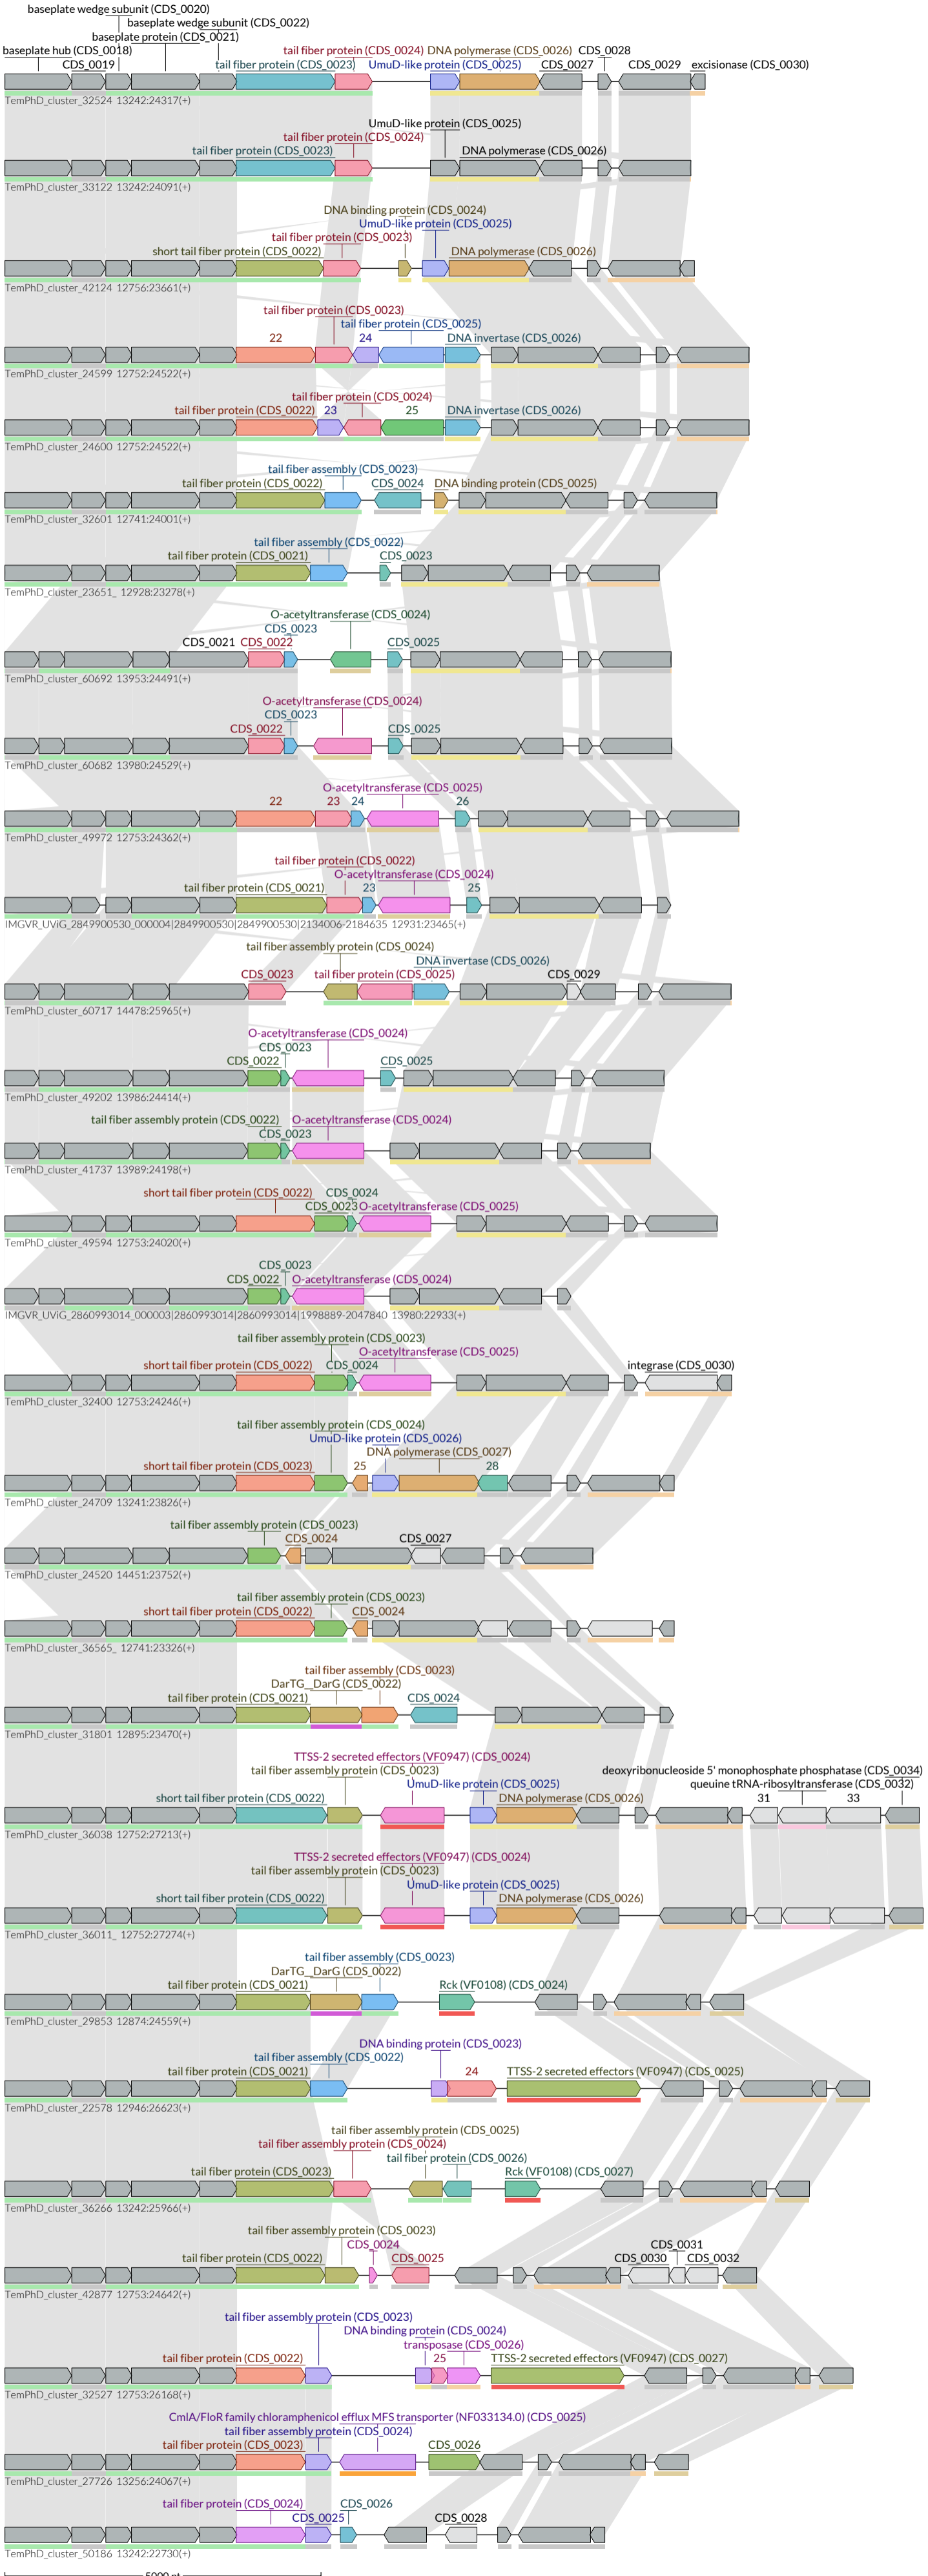 baseplate wedge subunit (CDS_0020)
baseplate wedge subunit (CDS_0022)
baseplate protein (CDS_0021)
baseplate hub (CDS_0018) tail fiber protein (CDS_0024) DNA polymerase (CDS_0026) CDS_0028
CDS_0019 tail fiber protein (CDS_0023) UmuD-like protein (CDS_0025) CDS_0027 CDS_0029 excisionase (CDS_0030)
TemPhD_cluster_32524 13242:24317(+)
UmuD-like protein (CDS_0025)
tail fiber protein (CDS_0024)
tail fiber protein (CDS_0023) DNA polymerase (CDS_0026)
TemPhD_cluster_33122 13242:24091(+)
DNA binding protein (CDS_0024)
UmuD-like protein (CDS_0025)
tail fiber protein (CDS_0023)
short tail fiber protein (CDS_0022) DNA polymerase (CDS_0026)
TemPhD_cluster_42124 12756:23661(+)
tail fiber protein (CDS_0023)
tail fiber protein (CDS_0025)
22 24 DNA invertase (CDS_0026)
TemPhD_cluster_24599 12752:24522(+)
tail fiber protein (CDS_0024)
tail fiber protein (CDS_0022) 23 25 DNA invertase (CDS_0026)
TemPhD_cluster_24600 12752:24522(+)
tail fiber assembly (CDS_0023)
tail fiber protein (CDS_0022) CDS_0024 DNA binding protein (CDS_0025)
TemPhD_cluster_32601 12741:24001(+)
tail fiber assembly (CDS_0022)
tail fiber protein (CDS_0021) CDS_0023
TemPhD_cluster_23651_ 12928:23278(+)
O-acetyltransferase (CDS_0024)
CDS_0023
CDS_0021 CDS_0022 CDS_0025
TemPhD_cluster_60692 13953:24491(+)
O-acetyltransferase (CDS_0024)
CDS_0023
CDS_0022 CDS_0025
TemPhD_cluster_60682 13980:24529(+)
O-acetyltransferase (CDS_0025)
22 23 24 26
TemPhD_cluster_49972 12753:24362(+)
tail fiber protein (CDS_0022)
O-acetyltransferase (CDS_0024)
tail fiber protein (CDS_0021) 23 25
IMGVR_UViG_2849900530_000004|2849900530|2849900530|2134006-2184635 12931:23465(+)
tail fiber assembly protein (CDS_0024)
DNA invertase (CDS_0026)
CDS_0023 tail fiber protein (CDS_0025) CDS_0029
TemPhD_cluster_60717 14478:25965(+)
O-acetyltransferase (CDS_0024)
CDS_0023
CDS_0022 CDS_0025
TemPhD_cluster_49202 13986:24414(+)
tail fiber assembly protein (CDS_0022) O-acetyltransferase (CDS_0024)
CDS_0023
TemPhD_cluster_41737 13989:24198(+)
short tail fiber protein (CDS_0022) CDS_0024
CDS_0023 O-acetyltransferase (CDS_0025)
TemPhD_cluster_49594 12753:24020(+)
CDS_0023
CDS_0022 O-acetyltransferase (CDS_0024)
IMGVR_UViG_2860993014_000003|2860993014|2860993014|1998889-2047840 13980:22933(+)
tail fiber assembly protein (CDS_0023)
O-acetyltransferase (CDS_0025)
short tail fiber protein (CDS_0022) CDS_0024 integrase (CDS_0030)
TemPhD_cluster_32400 12753:24246(+)
tail fiber assembly protein (CDS_0024)
UmuD-like protein (CDS_0026)
DNA polymerase (CDS_0027)
short tail fiber protein (CDS_0023) 25 28
TemPhD_cluster_24709 13241:23826(+)
tail fiber assembly protein (CDS_0023)
CDS_0024 CDS_0027
TemPhD_cluster_24520 14451:23752(+)
tail fiber assembly protein (CDS_0023)
short tail fiber protein (CDS_0022) CDS_0024
TemPhD_cluster_36565_ 12741:23326(+)
tail fiber assembly (CDS_0023)
DarTG__DarG (CDS_0022)
tail fiber protein (CDS_0021) CDS_0024
TemPhD_cluster_31801 12895:23470(+)
TTSS-2 secreted effectors (VF0947) (CDS_0024)
tail fiber assembly protein (CDS_0023) deoxyribonucleoside 5' monophosphate phosphatase (CDS_0034)
UmuD-like protein (CDS_0025) queuine tRNA-ribosyltransferase (CDS_0032)
short tail fiber protein (CDS_0022) DNA polymerase (CDS_0026) 31 33
TemPhD_cluster_36038 12752:27213(+)
TTSS-2 secreted effectors (VF0947) (CDS_0024)
tail fiber assembly protein (CDS_0023)
UmuD-like protein (CDS_0025)
short tail fiber protein (CDS_0022) DNA polymerase (CDS_0026)
TemPhD_cluster_36011_ 12752:27274(+)
tail fiber assembly (CDS_0023)
DarTG__DarG (CDS_0022)
tail fiber protein (CDS_0021) Rck (VF0108) (CDS_0024)
TemPhD_cluster_29853 12874:24559(+)
DNA binding protein (CDS_0023)
tail fiber assembly (CDS_0022)
tail fiber protein (CDS_0021) 24 TTSS-2 secreted effectors (VF0947) (CDS_0025)
TemPhD_cluster_22578 12946:26623(+)
tail fiber assembly protein (CDS_0025)
tail fiber assembly protein (CDS_0024)
tail fiber protein (CDS_0026)
tail fiber protein (CDS_0023) Rck (VF0108) (CDS_0027)
TemPhD_cluster_36266 13242:25966(+)
tail fiber assembly protein (CDS_0023)
CDS_0024 CDS_0031
tail fiber protein (CDS_0022) CDS_0025 CDS_0030 CDS_0032
TemPhD_cluster_42877 12753:24642(+)
tail fiber assembly protein (CDS_0023)
DNA binding protein (CDS_0024)
transposase (CDS_0026)
tail fiber protein (CDS_0022) 25 TTSS-2 secreted effectors (VF0947) (CDS_0027)
TemPhD_cluster_32527 12753:26168(+)
CmlA/FloR family chloramphenicol efflux MFS transporter (NF033134.0) (CDS_0025)
tail fiber assembly protein (CDS_0024)
tail fiber protein (CDS_0023) CDS_0026
TemPhD_cluster_27726 13256:24067(+)
tail fiber protein (CDS_0024) CDS_0026
CDS_0025 CDS_0028
TemPhD_cluster_50186 13242:22730(+)
5000 nt